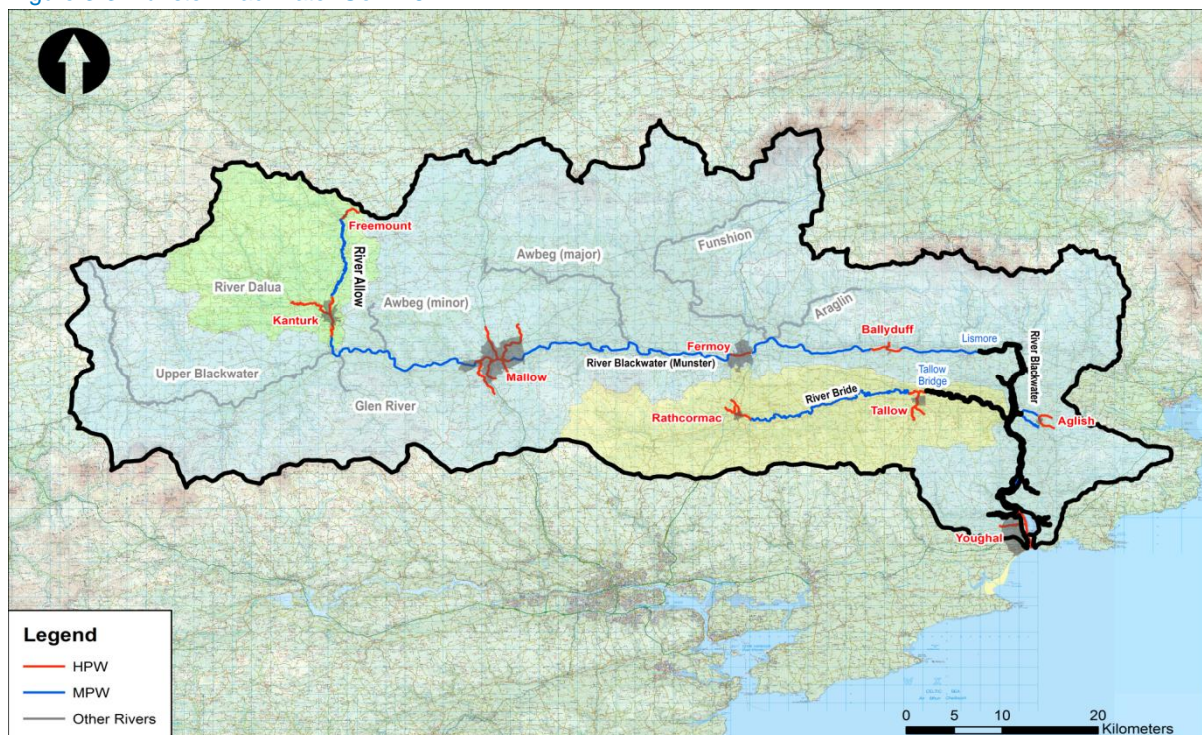 Freemount
River Allow
River Dalua
Awbeg (major)
Funshion
Kanturk
Awbeg (minor)
Araglin
Ballyduff
Fermoy
Lismore
Upper Blackwater
Mallow
River Blackwater (Munster)
River Blackwater
Glen River
Tallow
Bridge
River Bride
Rathcormac
Tallow
Aglish
Youghal
Legend
HPW
MPW
Other Rivers
0 5 10 20
Kilometers